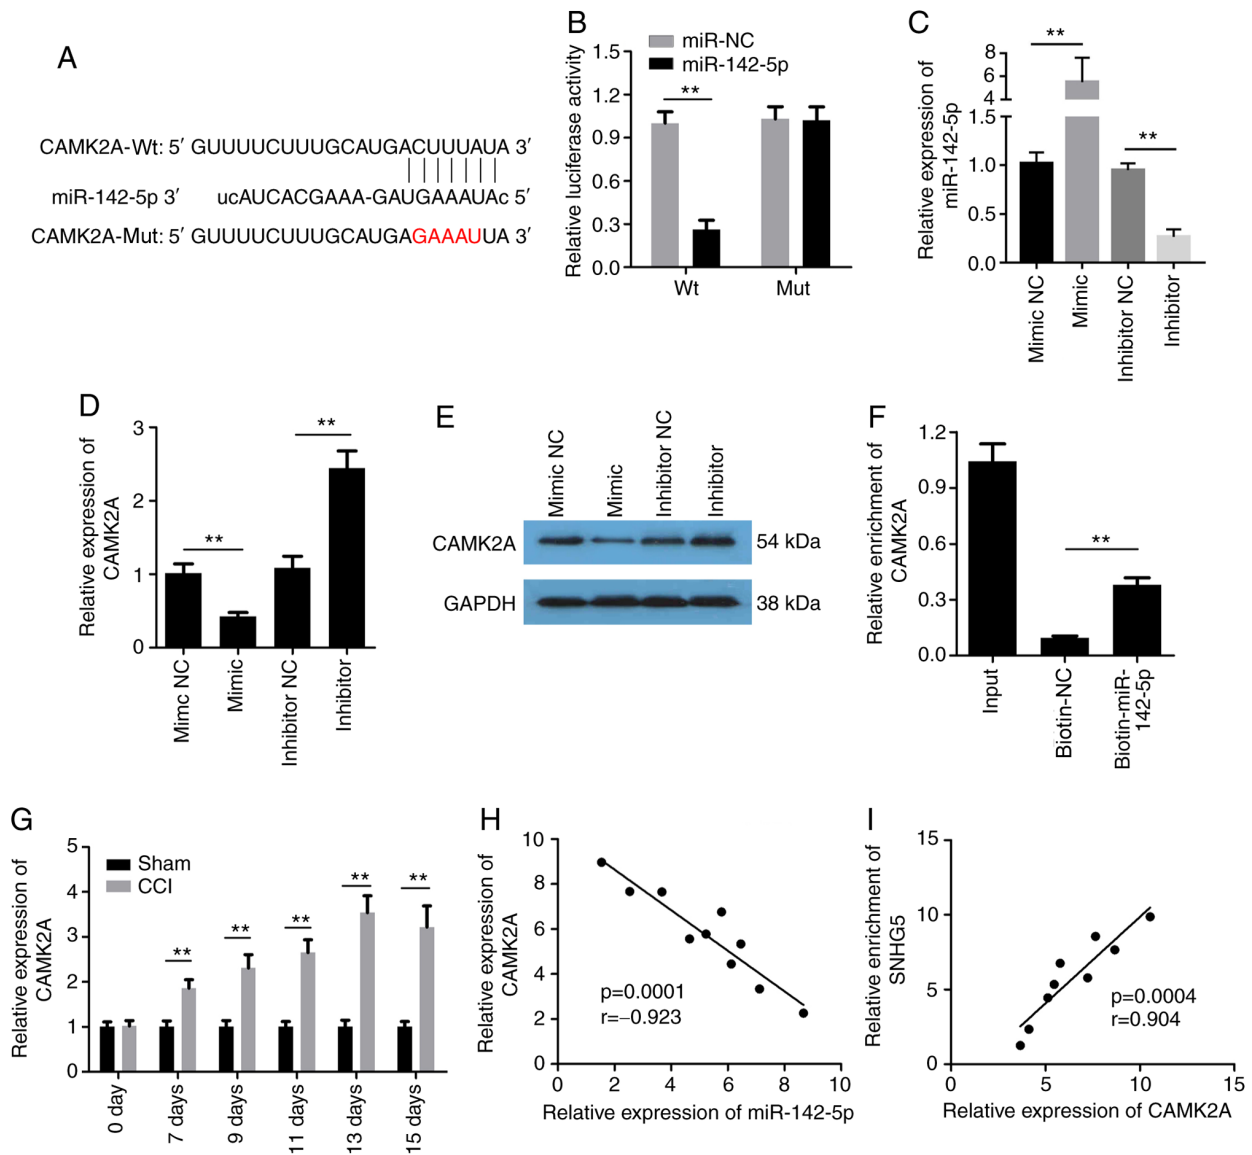 A
CAMK2A-Wt: 5′ GUUUUCUUUGCAUGACUUUAUA 3′
miR-142-5p 3′ ucAUCACGAAA-GAUGAAAUAc 5′
CAMK2A-Mut: 5′ GUUUUCUUUGCAUGAGAAAUUA 3′
B
miR-NC
miR-142-5p
Relative luciferase activity
1.5
1.2
0.9
0.6
0.3
0.0
**
Wt
Mut
C
Relative expression of
miR-142-5p
8
6
4
1.5
1.0
0.5
0.0
**
**
Mimic NC
Mimic
Inhibitor NC
Inhibitor
D
Relative expression of
CAMK2A
3
2
1
0
**
**
Mimc NC
Mimic
Inhibitor NC
Inhibitor
E
Mimic NC
Mimic
Inhibitor NC
Inhibitor
CAMK2A
54 kDa
GAPDH
38 kDa
F
Relative enrichment of
CAMK2A
1.2
0.9
0.6
0.3
0.0
**
Input
Biotin-NC
Biotin-miR-
142-5p
G
Relative expression of
CAMK2A
5
4
3
2
1
0
Sham
CCI
**
**
**
**
**
0 day
7 days
9 days
11 days
13 days
15 days
H
Relative expression of
CAMK2A
10
8
6
4
2
0
p=0.0001
r=−0.923
0 2 4 6 8 10
Relative expression of miR-142-5p
I
Relative enrichment of
SNHG5
15
10
5
0
p=0.0004
r=0.904
0 5 10 15
Relative expression of CAMK2A